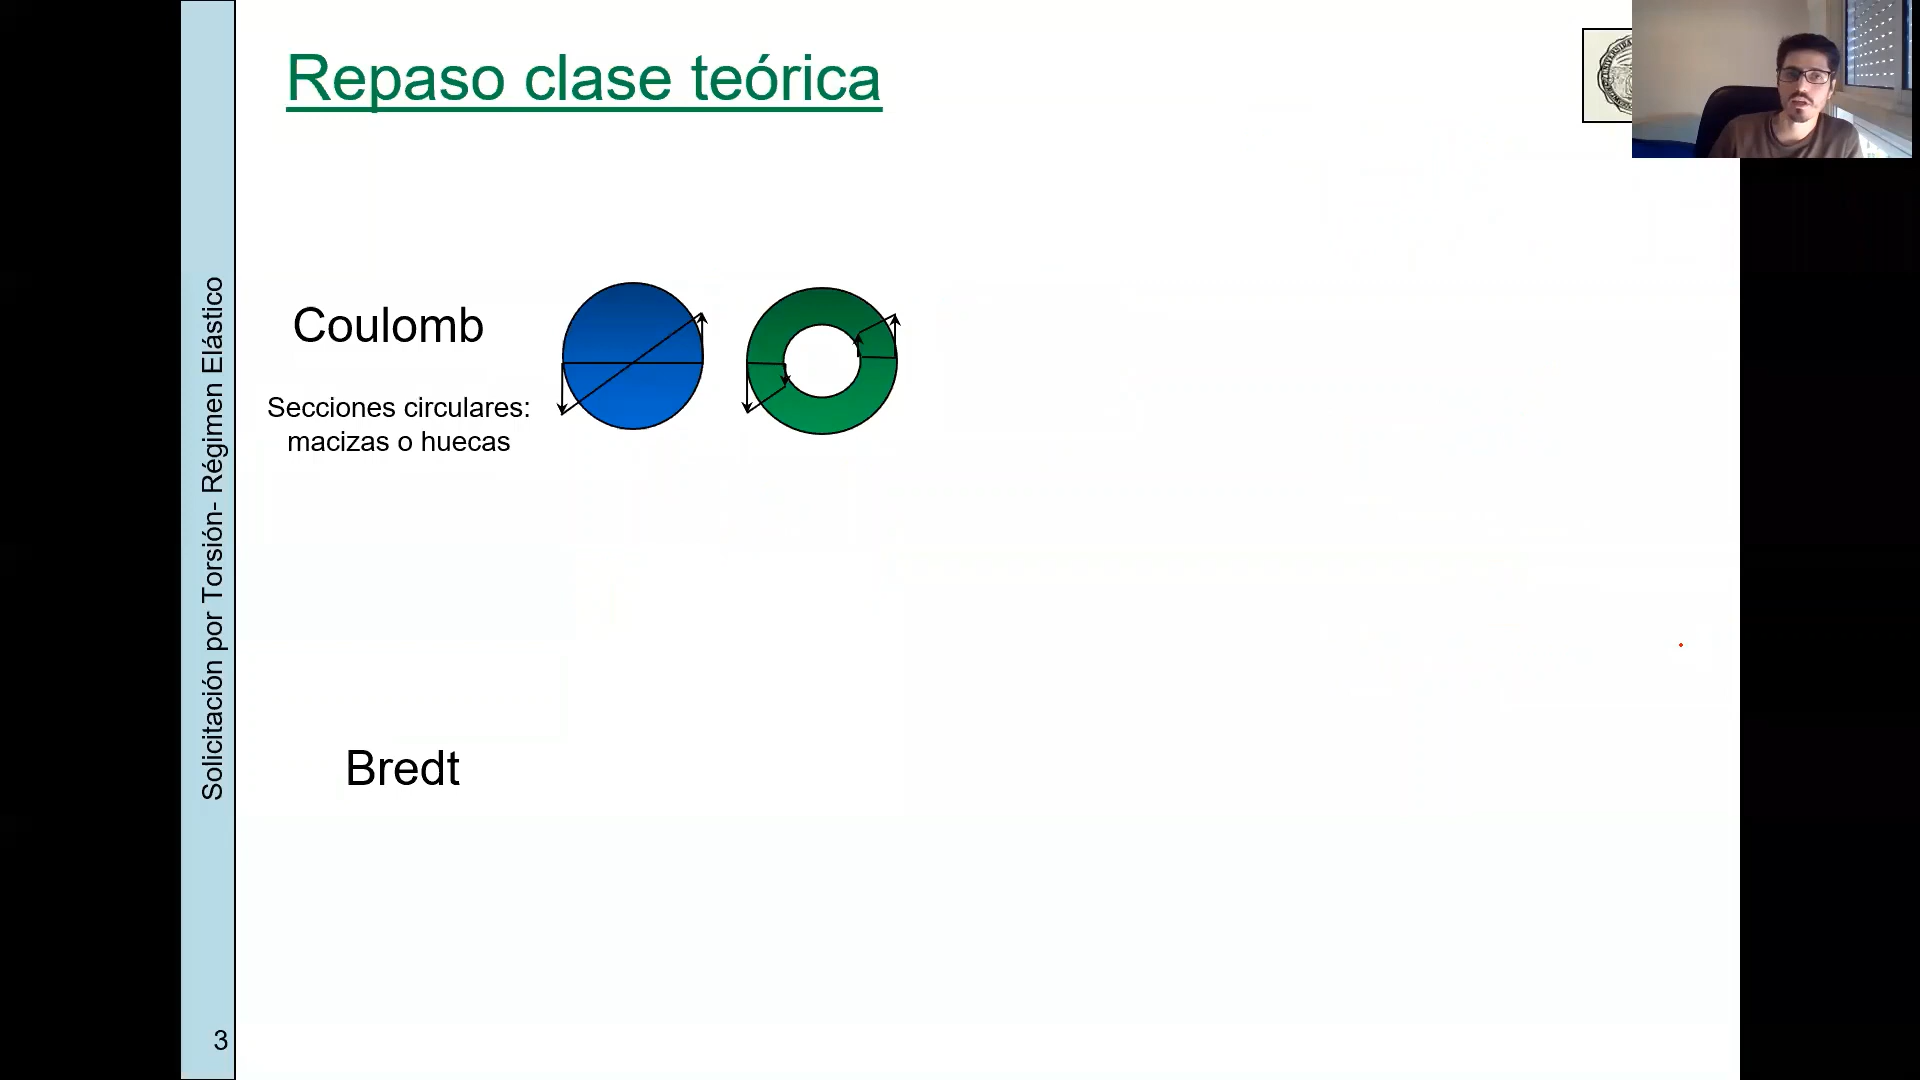 Repaso clase teórica
Coulomb
Secciones circulares:
macizas o huecas
Bredt
Solicitación por Torsión- Régimen Elástico
3